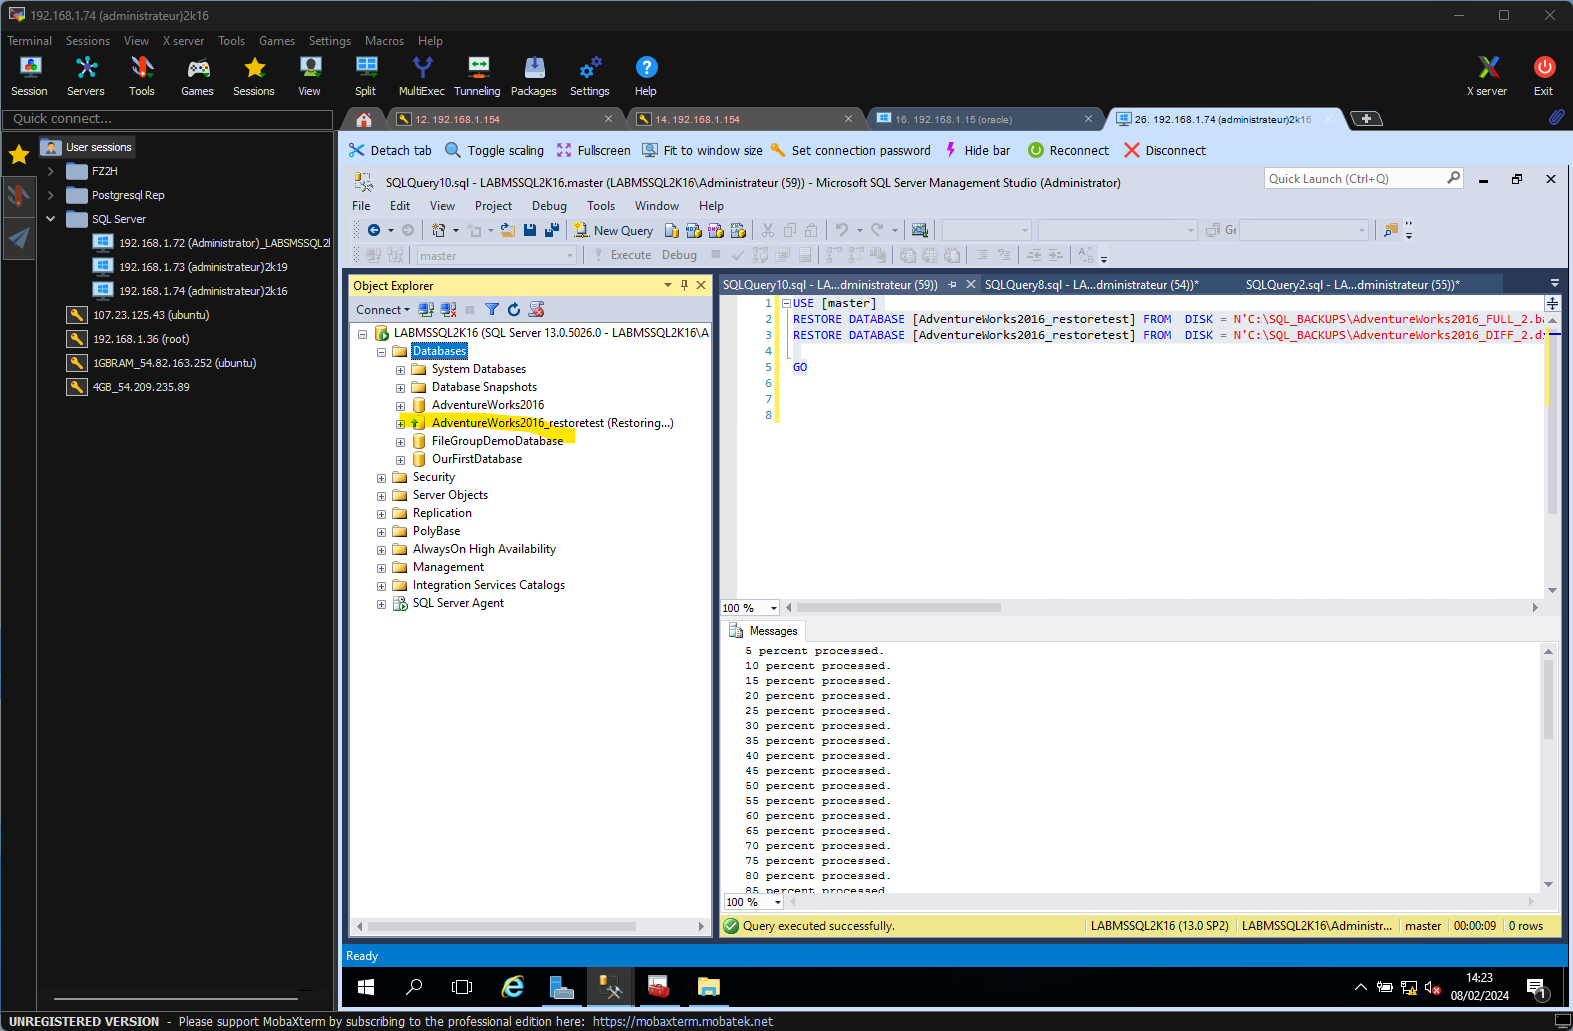 192.168.1.74 (administrateur)2k16
Terminal Sessions View X server Tools Games Settings Macros Help
Session Servers Tools Games Sessions View Split MultiExec Tunneling Packages Settings Help X server Exit
Quick connect...
12. 192.168.1.154
14. 192.168.1.154
16. 192.168.1.15 (oracle)
26. 192.168.1.74 (administrateur)2k16
User sessions
FZ2H
Postgresql Rep
SQL Server
192.168.1.72 (Administrator)_LABSMSSQL2
192.168.1.73 (administrateur)2k19
192.168.1.74 (administrateur)2k16
107.23.125.43 (ubuntu)
192.168.1.36 (root)
1GBRAM_54.82.163.252 (ubuntu)
4GB_54.209.235.89
Detach tab Toggle scaling Fullscreen Fit to window size Set connection password Hide bar Reconnect Disconnect
SQLQuery10.sql - LABMSSQL2K16.master (LABMSSQL2K16\Administrateur (59)) - Microsoft SQL Server Management Studio (Administrator)
Quick Launch (Ctrl+Q)
File Edit View Project Debug Tools Window Help
New Query
MDX DMX
master Execute Debug
Object Explorer
Connect
LABMSSQL2K16 (SQL Server 13.0.5026.0 - LABMSSQL2K16\A
Databases
System Databases
Database Snapshots
AdventureWorks2016
AdventureWorks2016_restoretest (Restoring...)
FileGroupDemoDatabase
OurFirstDatabase
Security
Server Objects
Replication
PolyBase
AlwaysOn High Availability
Management
Integration Services Catalogs
SQL Server Agent
SQLQuery10.sql - LA...dministrateur (59)) SQLQuery8.sql - LA...dministrateur (54))* SQLQuery2.sql - LA...dministrateur (55))*
1 USE [master]
2 RESTORE DATABASE [AdventureWorks2016_restoretest] FROM DISK = N'C:\SQL_BACKUPS\AdventureWorks2016_FULL_2.ba
3 RESTORE DATABASE [AdventureWorks2016_restoretest] FROM DISK = N'C:\SQL_BACKUPS\AdventureWorks2016_DIFF_2.d
4
5 GO
6
7
8
100 %
Messages
5 percent processed.
10 percent processed.
15 percent processed.
20 percent processed.
25 percent processed.
30 percent processed.
35 percent processed.
40 percent processed.
45 percent processed.
50 percent processed.
55 percent processed.
60 percent processed.
65 percent processed.
70 percent processed.
75 percent processed.
80 percent processed.
85 percent processed
100 %
Query executed successfully. LABMSSQL2K16 (13.0 SP2) LABMSSQL2K16\Administr... master 00:00:09 0 rows
Ready
14:23
08/02/2024
1
UNREGISTERED VERSION - Please support MobaXterm by subscribing to the professional edition here: https://mobaxterm.mobatek.net